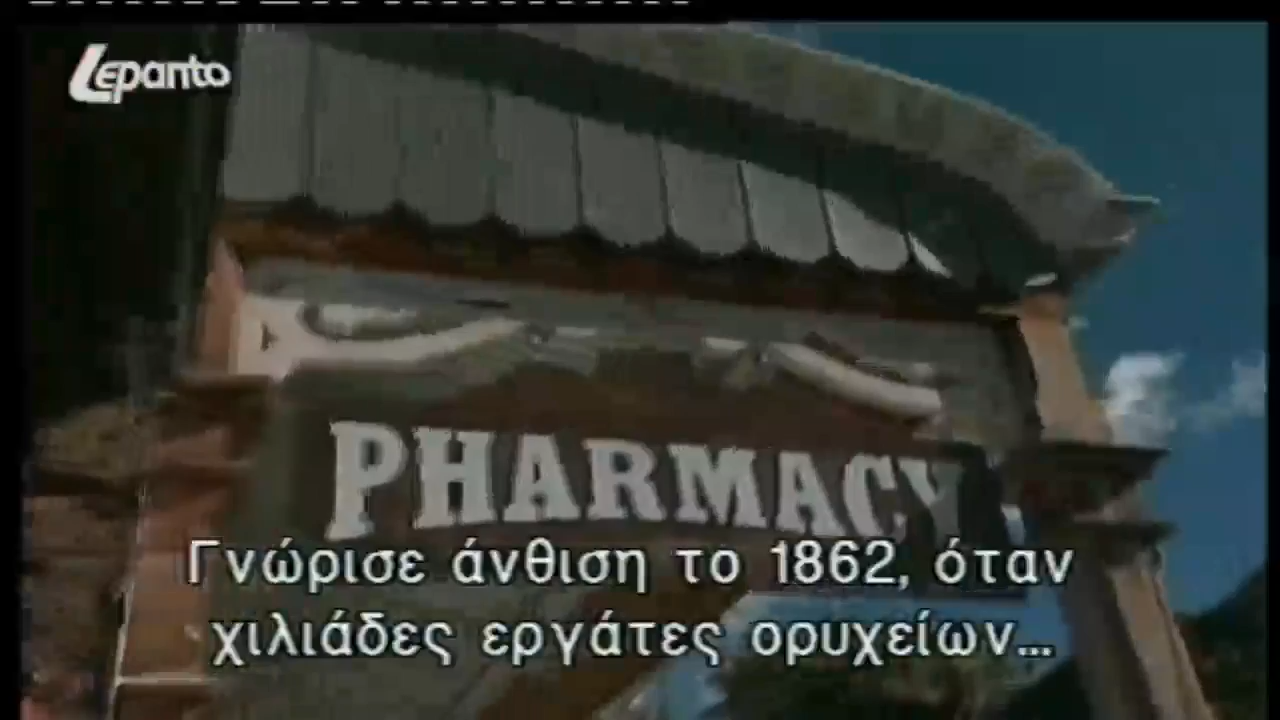 Lepanto
PHARMACY
Γνώρισε άνθιση το 1862, όταν
χιλιάδες εργάτες ορυχείων...